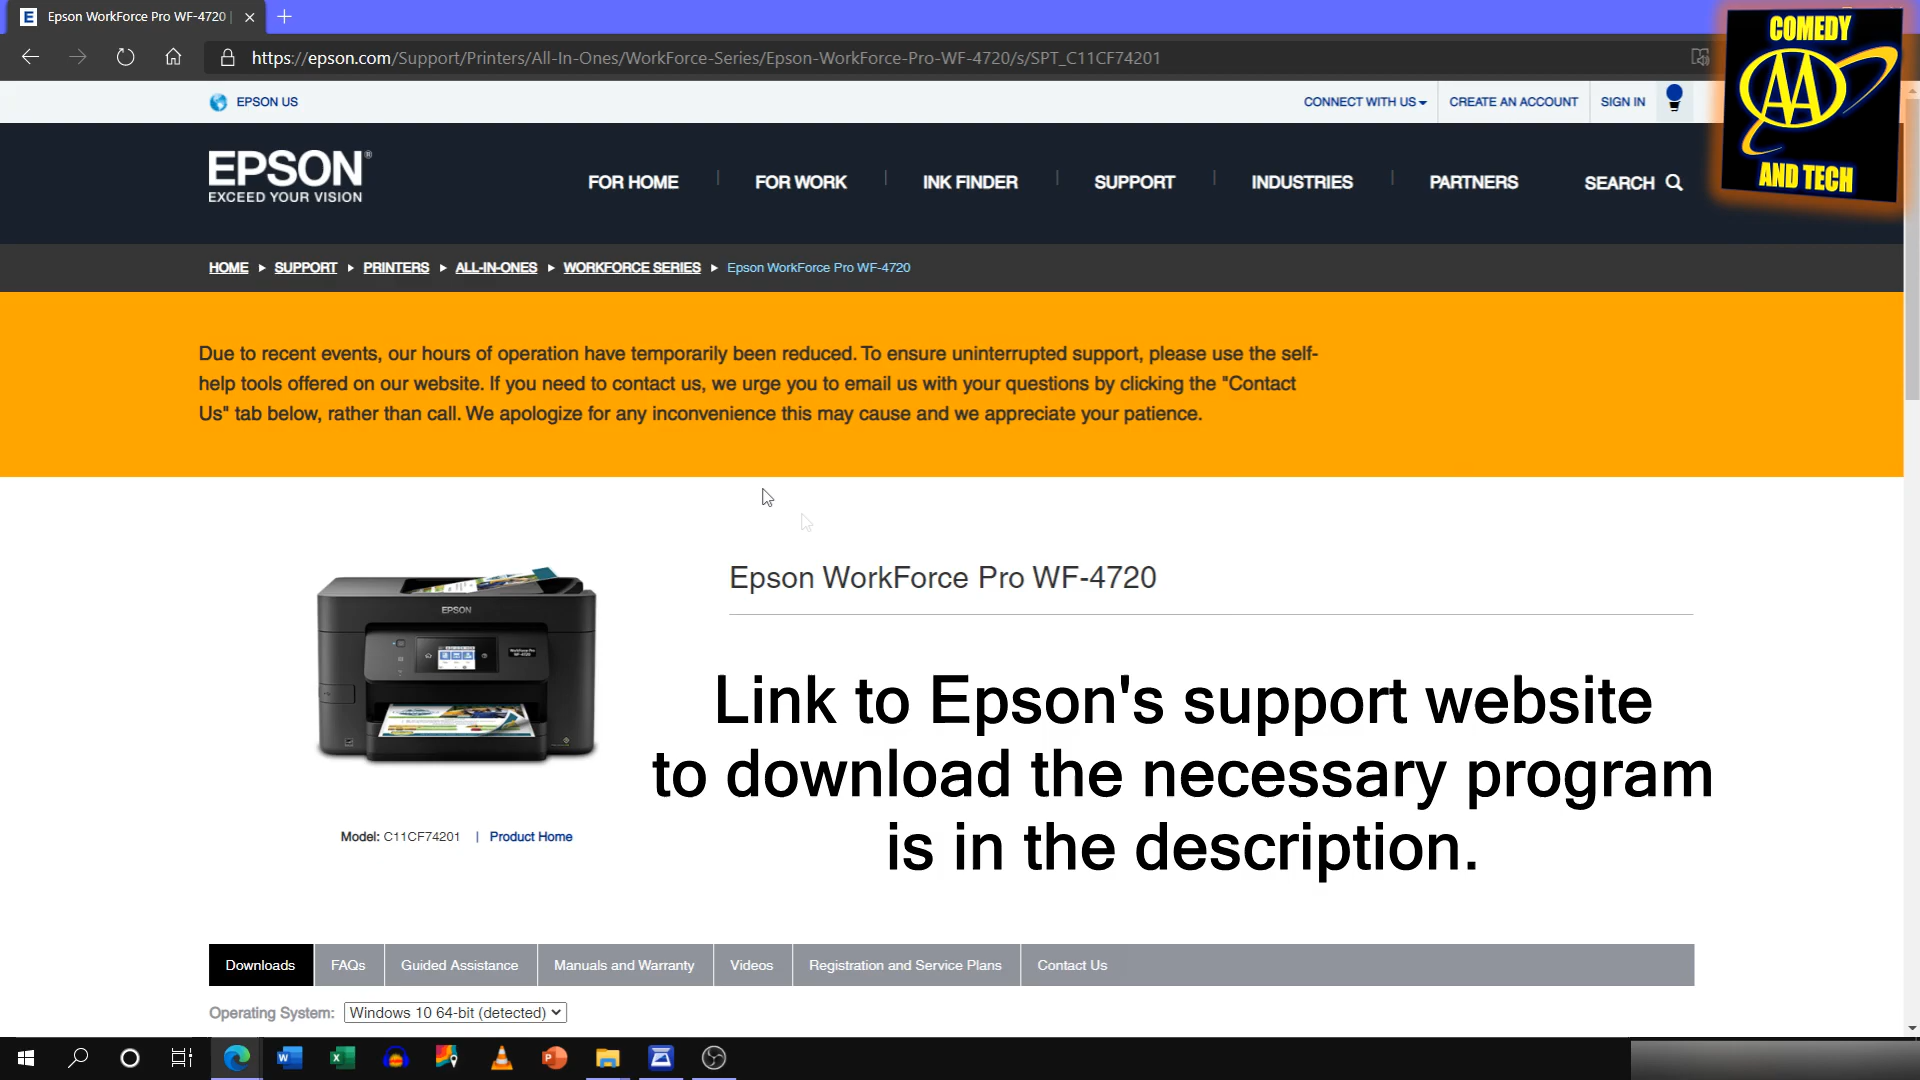 Epson WorkForce Pro WF-4720 |
https://epson.com/Support/Printers/All-In-Ones/WorkForce-Series/Epson-WorkForce-Pro-WF-4720/s/SPT_C11CF74201
COMEDY
AA
AND TECH
EPSON US
CONNECT WITH US
CREATE AN ACCOUNT
SIGN IN
EPSON®
EXCEED YOUR VISION
FOR HOME
FOR WORK
INK FINDER
SUPPORT
INDUSTRIES
PARTNERS
SEARCH
HOME
SUPPORT
PRINTERS
ALL-IN-ONES
WORKFORCE SERIES
Epson WorkForce Pro WF-4720
Due to recent events, our hours of operation have temporarily been reduced. To ensure uninterrupted support, please use the self-
help tools offered on our website. If you need to contact us, we urge you to email us with your questions by clicking the "Contact
Us" tab below, rather than call. We apologize for any inconvenience this may cause and we appreciate your patience.
EPSON
WorkForce Pro
WF-4720
Epson WorkForce Pro WF-4720
Link to Epson's support website
to download the necessary program
is in the description.
Model: C11CF74201 | Product Home
Downloads
FAQs
Guided Assistance
Manuals and Warranty
Videos
Registration and Service Plans
Contact Us
Operating System: Windows 10 64-bit (detected)